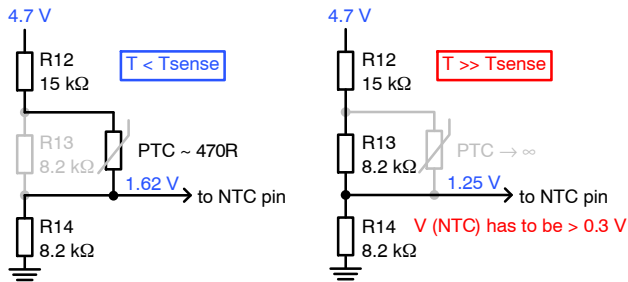 4.7 V
R12
15 kΩ
T < Tsense
R13
8.2 kΩ
PTC ~ 470R
1.62 V
to NTC pin
R14
8.2 kΩ
4.7 V
R12
15 kΩ
T >> Tsense
R13
8.2 kΩ
PTC → ∞
1.25 V
to NTC pin
R14
8.2 kΩ
V (NTC) has to be > 0.3 V